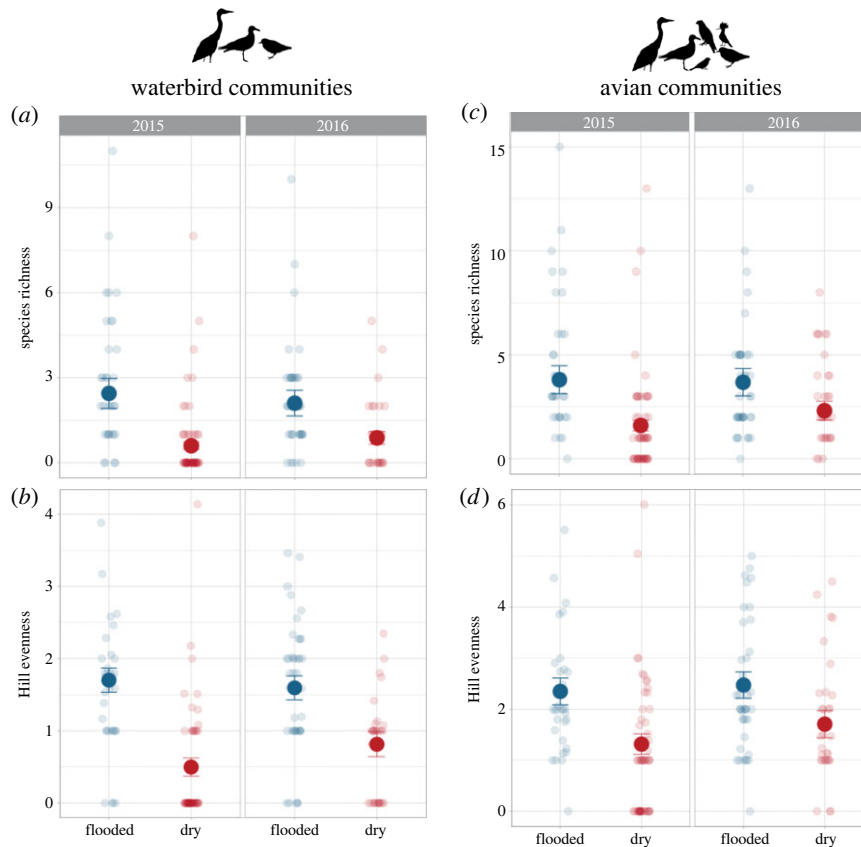 waterbird communities
avian communities
(a)
2015
2016
species richness
9
6
3
0
(b)
Hill evenness
4
3
2
1
0
flooded
dry
flooded
dry
(c)
2015
2016
species richness
15
10
5
0
(d)
Hill evenness
6
4
2
0
flooded
dry
flooded
dry